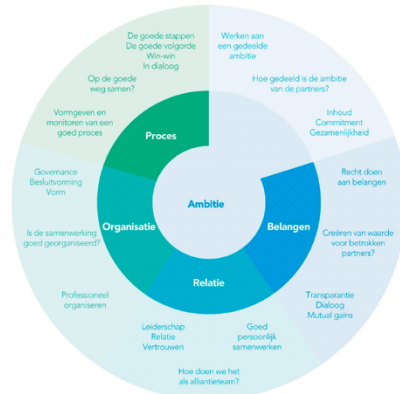 De goede stappen
De goede volgorde
Win-win
In dialoog
Op de goede
weg samen?
Vormgeven en
monitoren van een
goed proces
Proces
Werken aan
een gedeelde
ambitie
Hoe gedeeld is de ambitie
van de partners?
Inhoud
Commitment
Gezamenlijkheid
Ambitie
Recht doen
aan belangen
Creëren van waarde
voor betrokken
partners?
Transparantie
Dialoog
Mutual gains
Belangen
Relatie
Goed
persoonlijk
samenwerken
Hoe doen we het
als alliantieteam?
Leiderschap
Relatie
Vertrouwen
Organisatie
Governance
Besluitvorming
Vorm
Is de samenwerking
goed georganiseerd?
Professioneel
organiseren